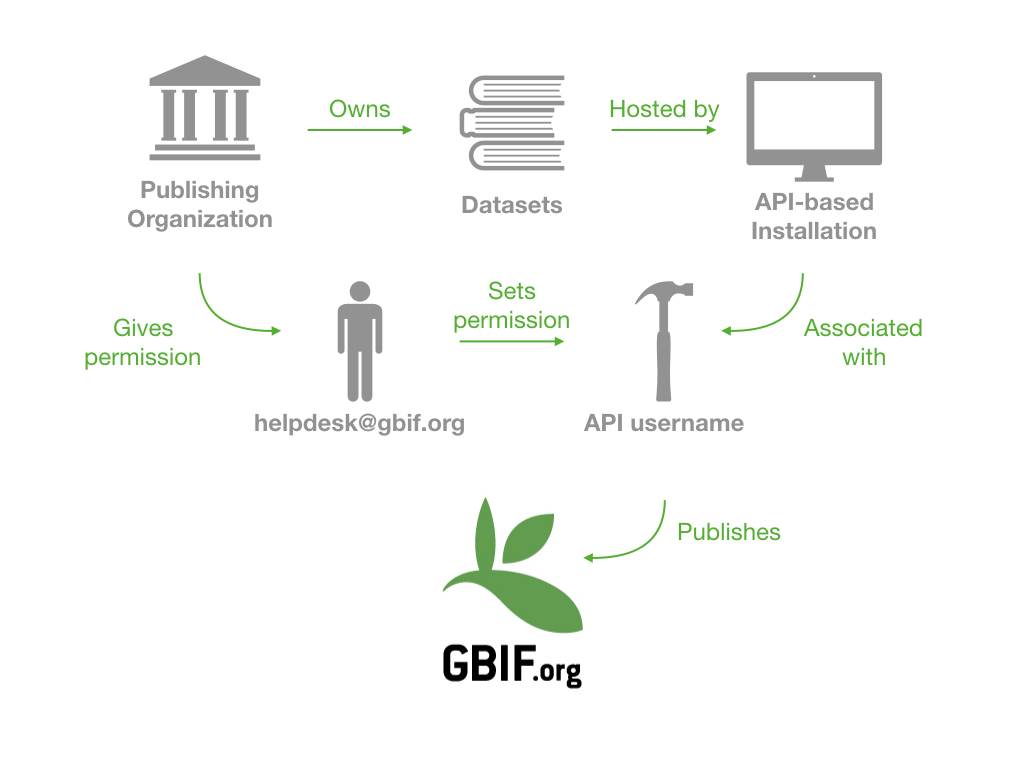 Owns
Hosted by
Publishing
Organization
Datasets
API-based
Installation
Gives
permission
Sets
permission
Associated
with
helpdesk@gbif.org
API username
Publishes
GBIF.org